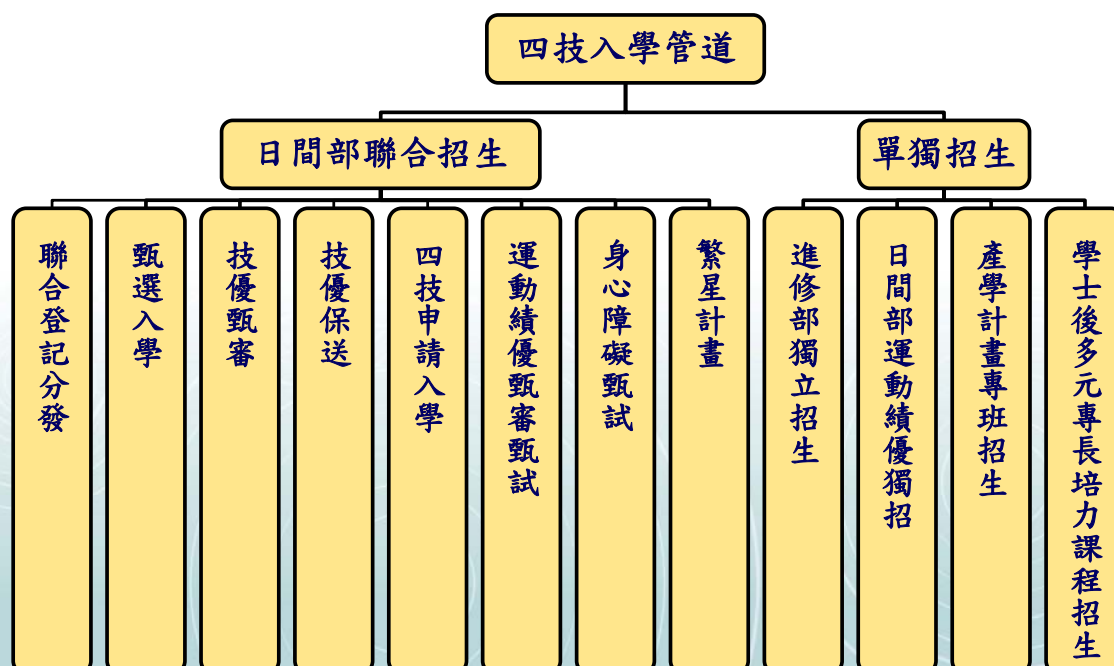 四技入學管道
日間部聯合招生
單獨招生
聯合登記分發
甄選入學
技優甄審
技優保送
四技申請入學
運動績優甄審甄試
身心障礙甄試
繁星計畫
進修部獨立招生
日間部運動績優獨招
產學計畫專班招生
學士後多元專長培力課程招生